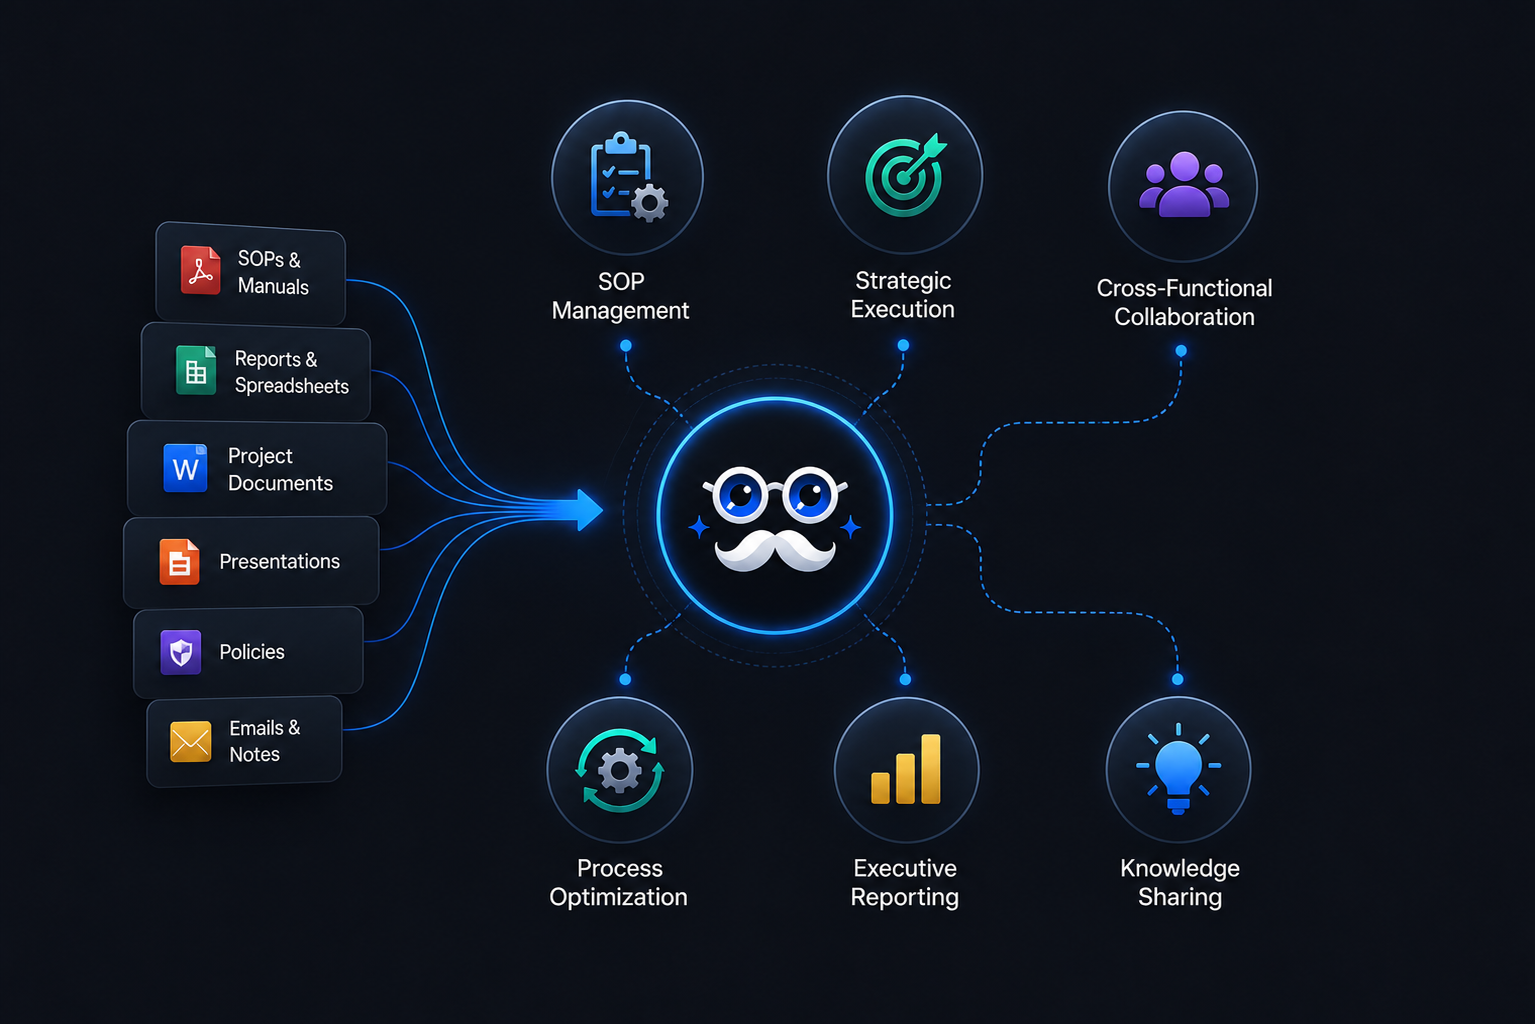 SOPs &
Manuals
Reports &
Spreadsheets
W
Project
Documents
Presentations
Policies
Emails &
Notes
SOP
Management
Strategic
Execution
Cross-Functional
Collaboration
Process
Optimization
Executive
Reporting
Knowledge
Sharing